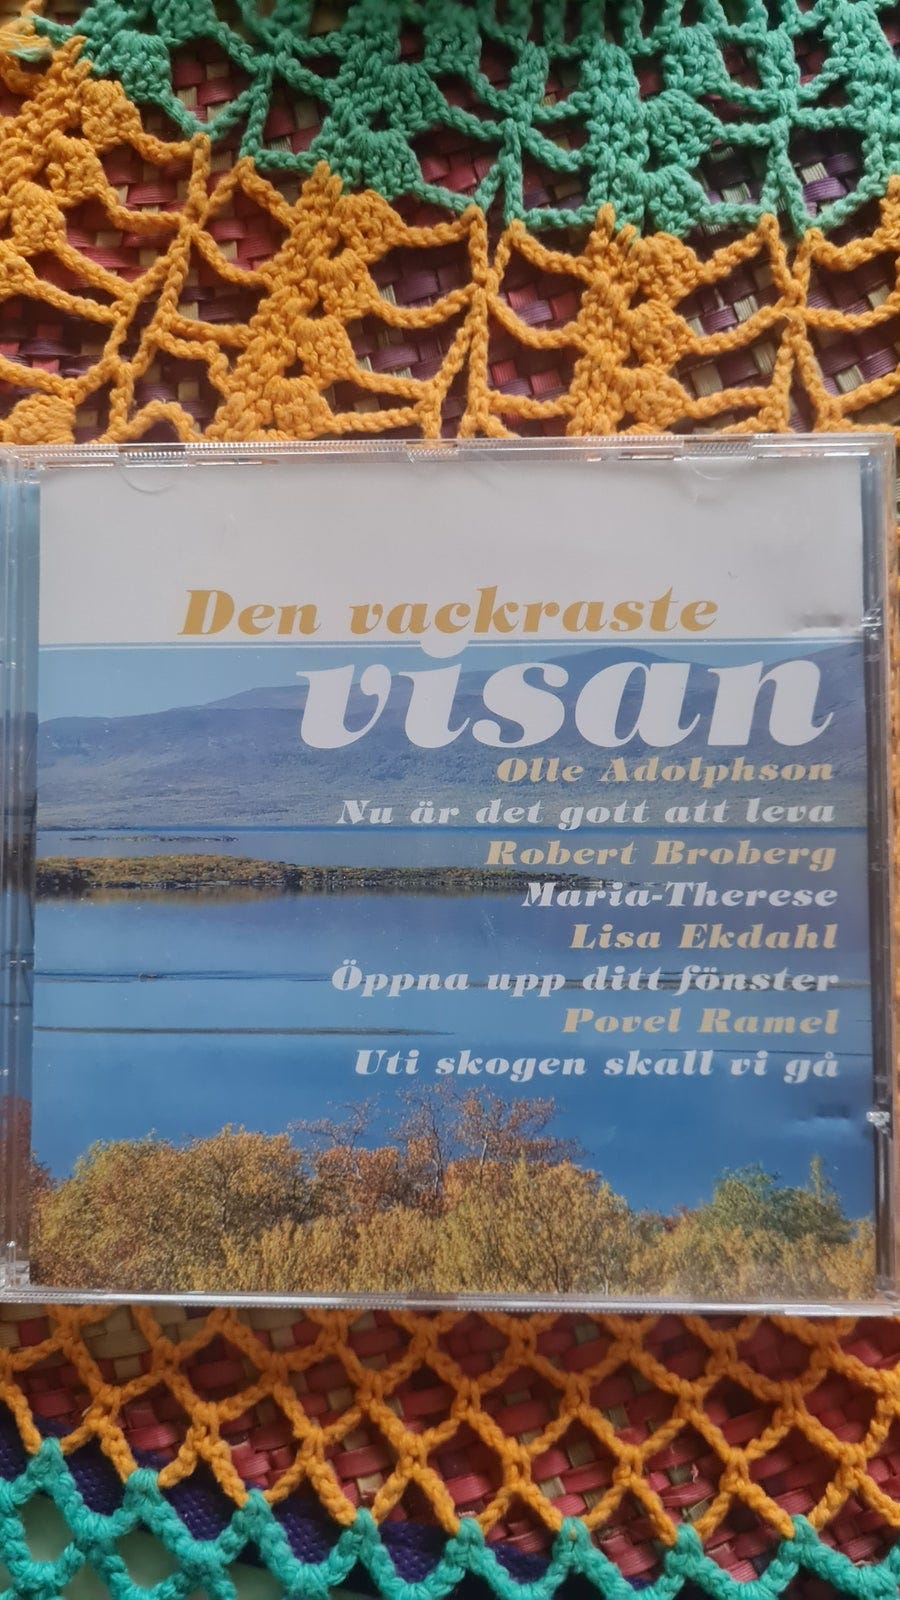 Den vackraste
visan
Olle Adolphson
Nu är det gott att leva
Robert Broberg
Maria-Therese
Lisa Ekdahl
Öppna upp ditt fönster
Povel Ramel
Uti skogen skall vi gå